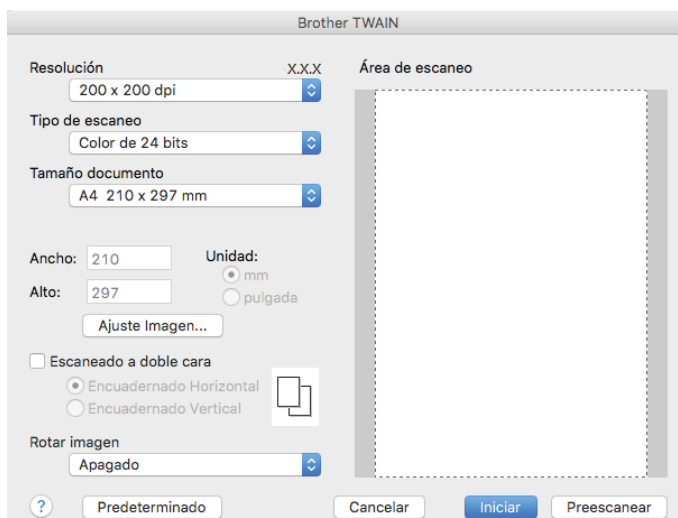 Brother TWAIN
Resolución X.X.X
200 x 200 dpi
Tipo de escaneo
Color de 24 bits
Tamaño documento
A4 210 x 297 mm
Ancho: 210
Alto: 297
Unidad:
mm
pulgada
Ajuste Imagen...
Escaneado a doble cara
Encuadernado Horizontal
Encuadernado Vertical
Rotar imagen
Apagado
Área de escaneo
? Predeterminado Cancelar Iniciar Preescanear